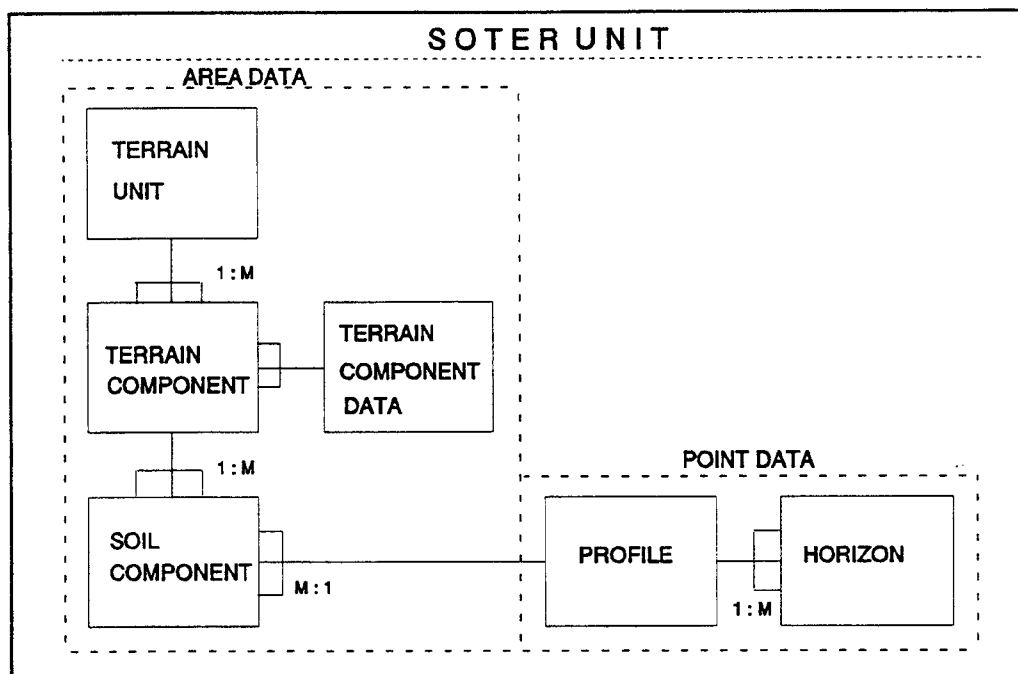 SOTER UNIT
AREA DATA
TERRAIN
UNIT
1 : M
TERRAIN
COMPONENT
TERRAIN
COMPONENT
DATA
1 : M
SOIL
COMPONENT
M : 1
POINT DATA
PROFILE
1 : M
HORIZON